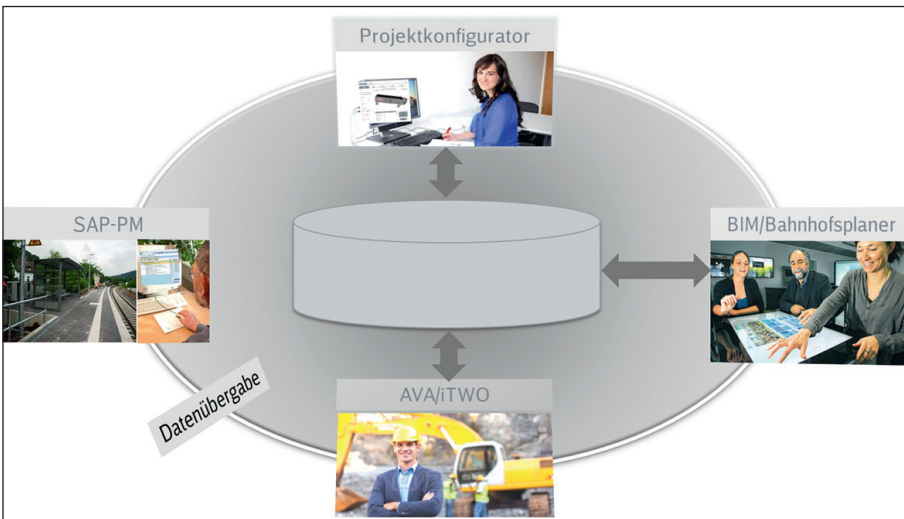 Projektkonfigurator
SAP-PM
BIM/Bahnhofsplaner
Datenübergabe
AVA/iTWO